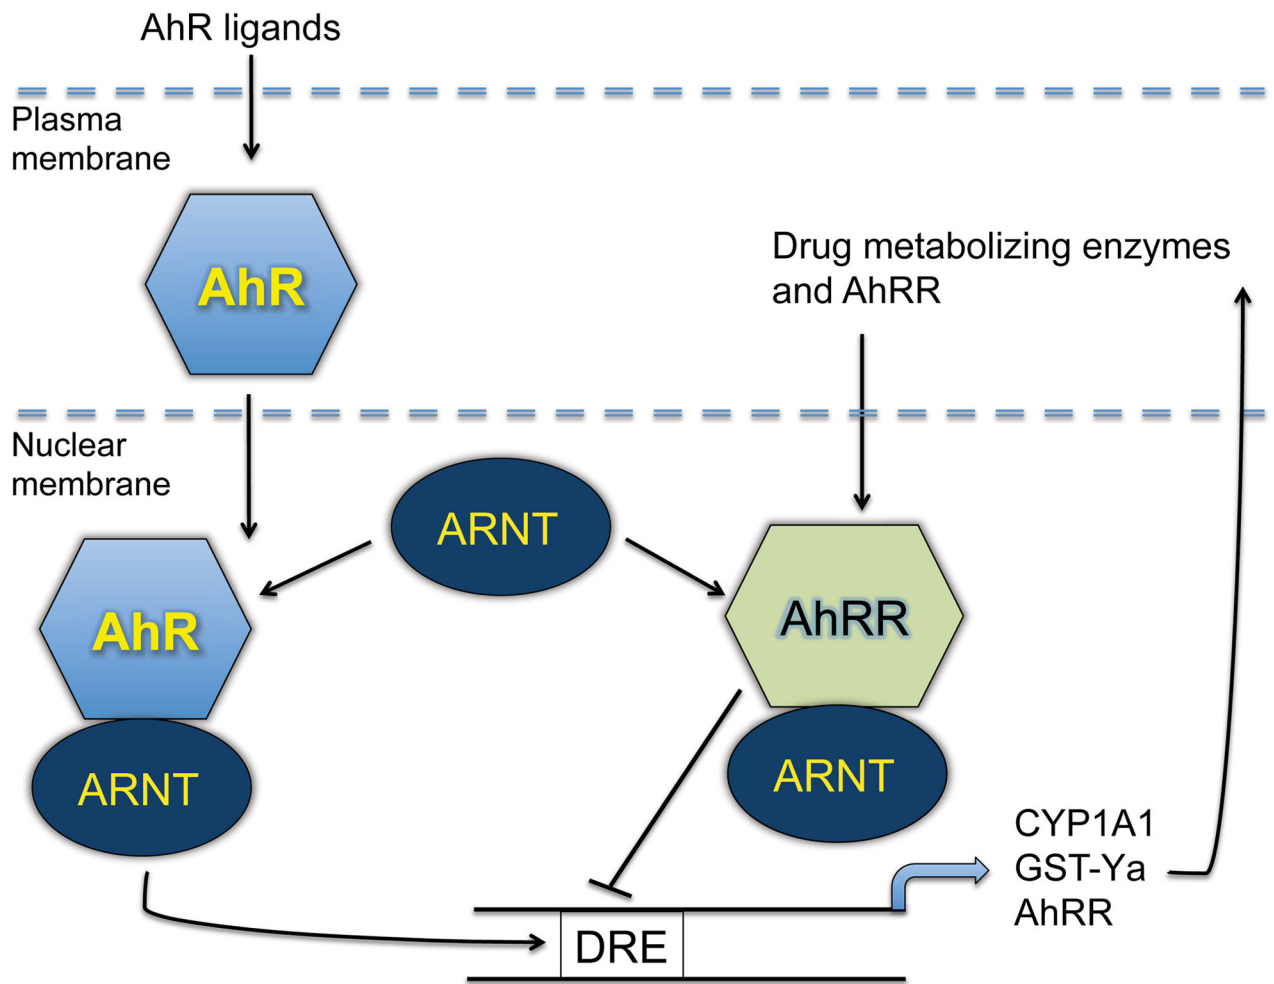 AhR ligands
Plasma
membrane
AhR
Drug metabolizing enzymes
and AhRR
Nuclear
membrane
ARNT
AhR
AhRR
ARNT
ARNT
CYP1A1
GST-Ya
AhRR
DRE